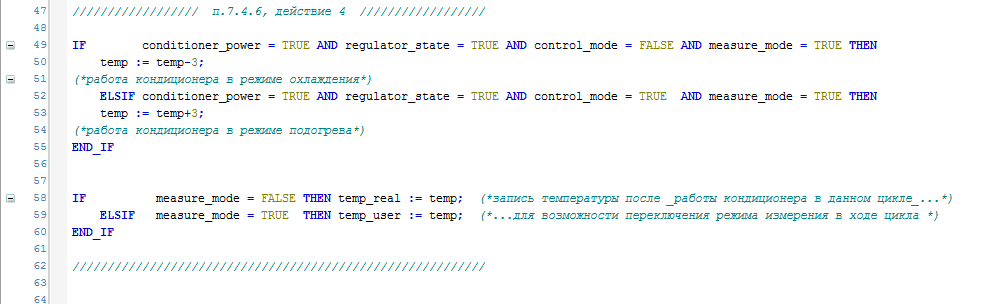 47 ////////////////// п.7.4.6, действие 4 //////////////////
48
49 IF conditioner_power = TRUE AND regulator_state = TRUE AND control_mode = FALSE AND measure_mode = TRUE THEN
50 temp := temp-3;
51 (*работа кондиционера в режиме охлаждения*)
52 ELSIF conditioner_power = TRUE AND regulator_state = TRUE AND control_mode = TRUE AND measure_mode = TRUE THEN
53 temp := temp+3;
54 (*работа кондиционера в режиме подогрева*)
55 END_IF
56
57
58 IF measure_mode = FALSE THEN temp_real := temp; (*запись температуры после _работы кондиционера в данном цикле_...*)
59 ELSIF measure_mode = TRUE THEN temp_user := temp; (*...для возможности переключения режима измерения в ходе цикла *)
60 END_IF
61
62 ///////////////////////////////////////////////////////////
63
64